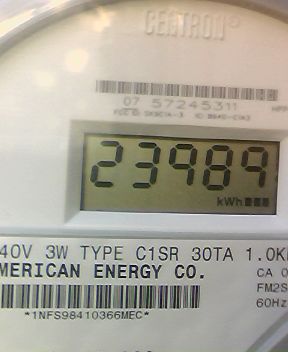 CENTRON®
07 57245311
23989
kWh
40V 3W TYPE C1SR 30TA 1.0K
MERICAN ENERGY CO.
CA 0
FM2S
60Hz
*1NFS98410366MEC*